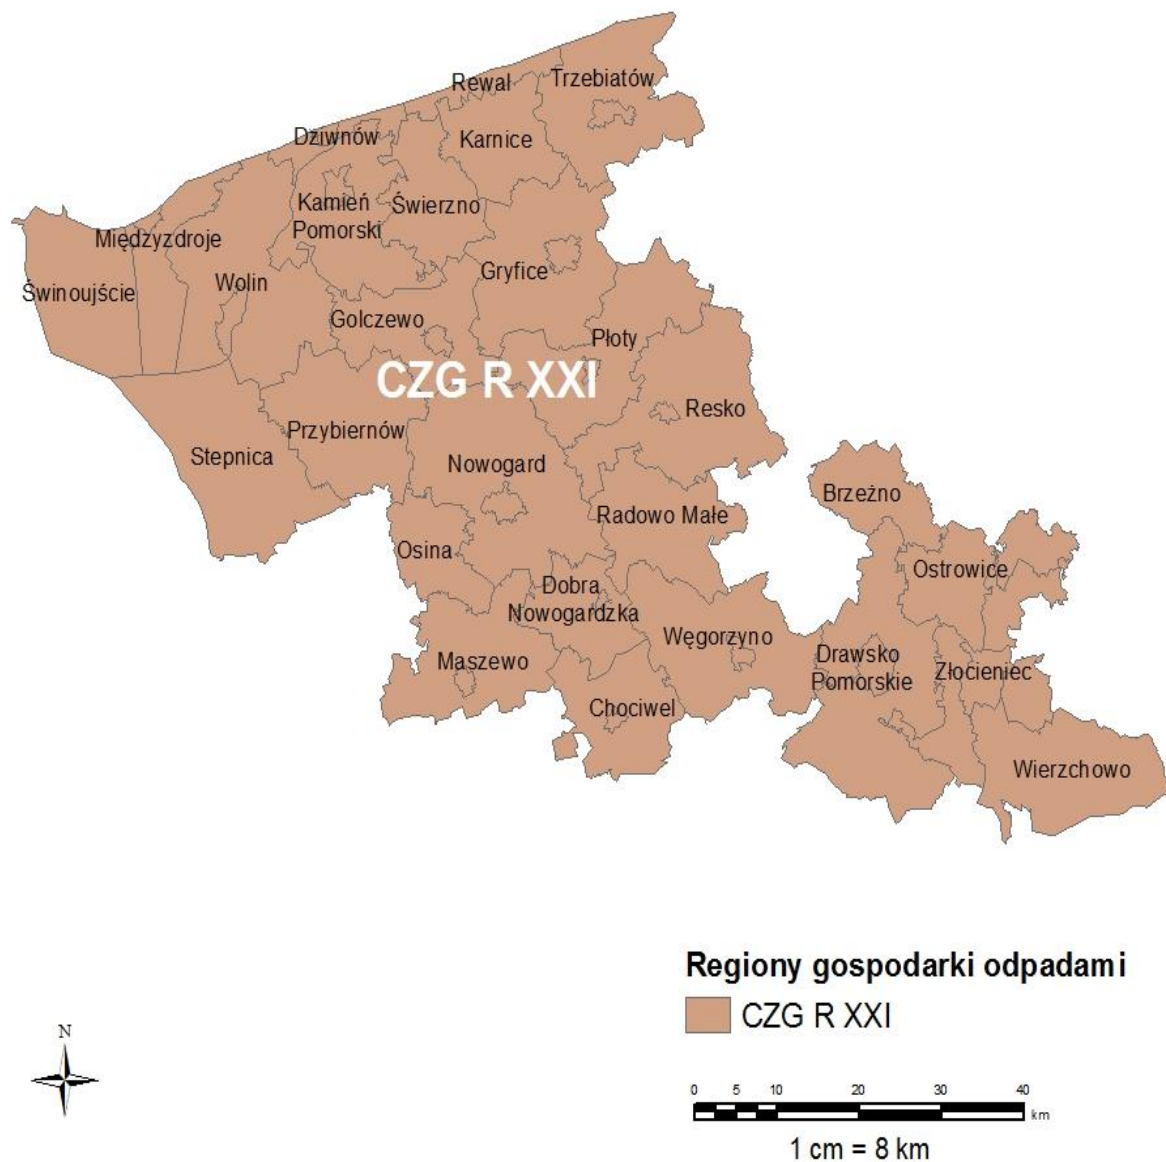 Rewal
Trzebiatów
Dziwnów
Karnice
Kamień
Pomorski
Świerzno
Międzyzdroje
Gryfice
Wolin
Świnoujście
Golczewo
Płoty
CZG R XXI
Resko
Przybiernów
Stepnica
Nowogard
Brzeżno
Radowo Małe
Osina
Ostrowice
Dobra
Nowogardzka
Węgorzyno
Maszewo
Drawsko
Pomorskie
Złocieniec
Chociwel
Wierzchowo
Regiony gospodarki odpadami
CZG R XXI
N
0 5 10 20 30 40
km
1 cm = 8 km